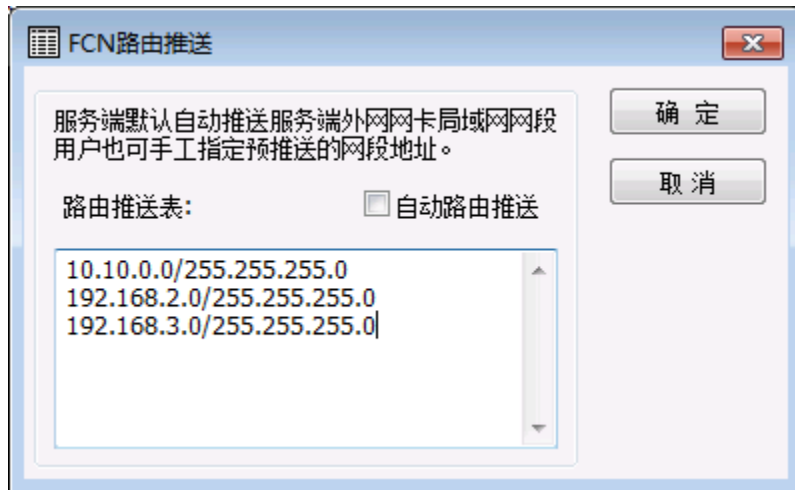 FCN路由推送
服务端默认自动推送服务端外网网卡局域网网段
用户也可手工指定预推送的网段地址。
确 定
取 消
路由推送表:
自动路由推送
10.10.0.0/255.255.255.0
192.168.2.0/255.255.255.0
192.168.3.0/255.255.255.0